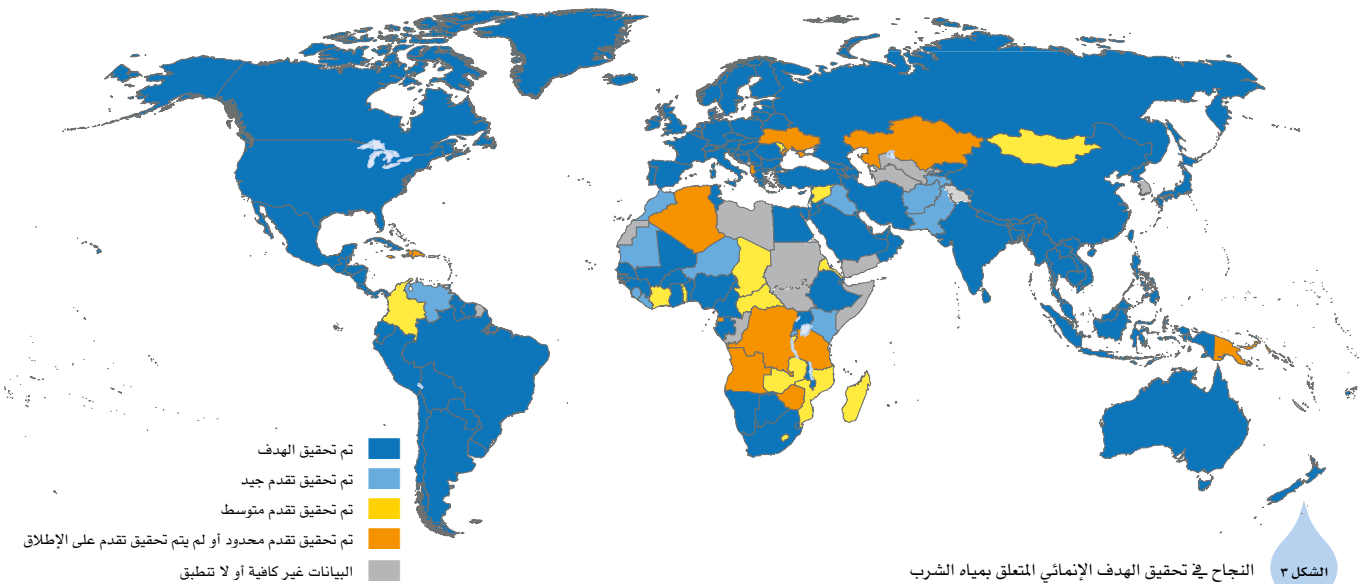 تم تحقيق الهدف
تم تحقيق تقدم جيد
تم تحقيق تقدم متوسط
تم تحقيق تقدم محدود أو لم يتم تحقيق تقدم على الإطلاق
البيانات غير كافية أو لا تنطبق
الشكل ٣
النجاح في تحقيق الهدف الإنمائي المتعلق بمياه الشرب